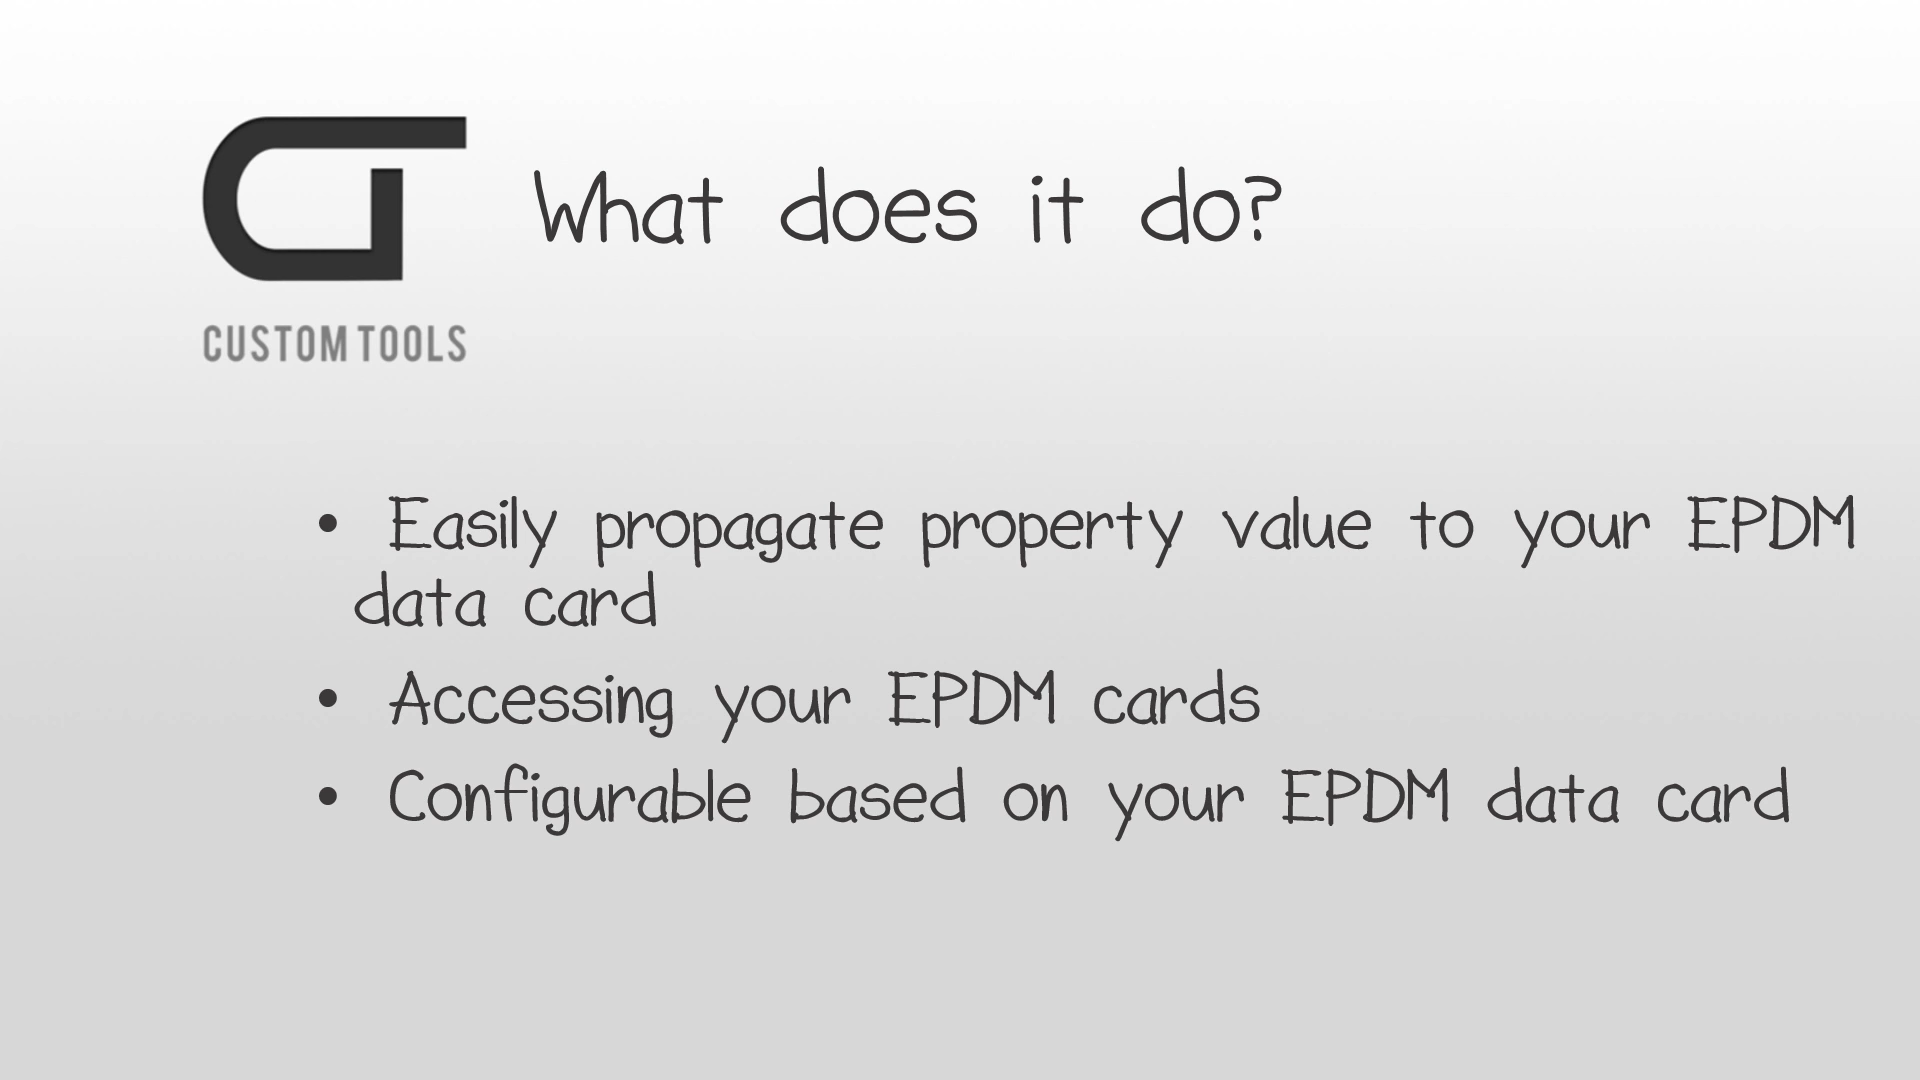 What does it do?
CUSTOM TOOLS
• Easily propagate property value to your EPDM
data card
• Accessing your EPDM cards
• Configurable based on your EPDM data card